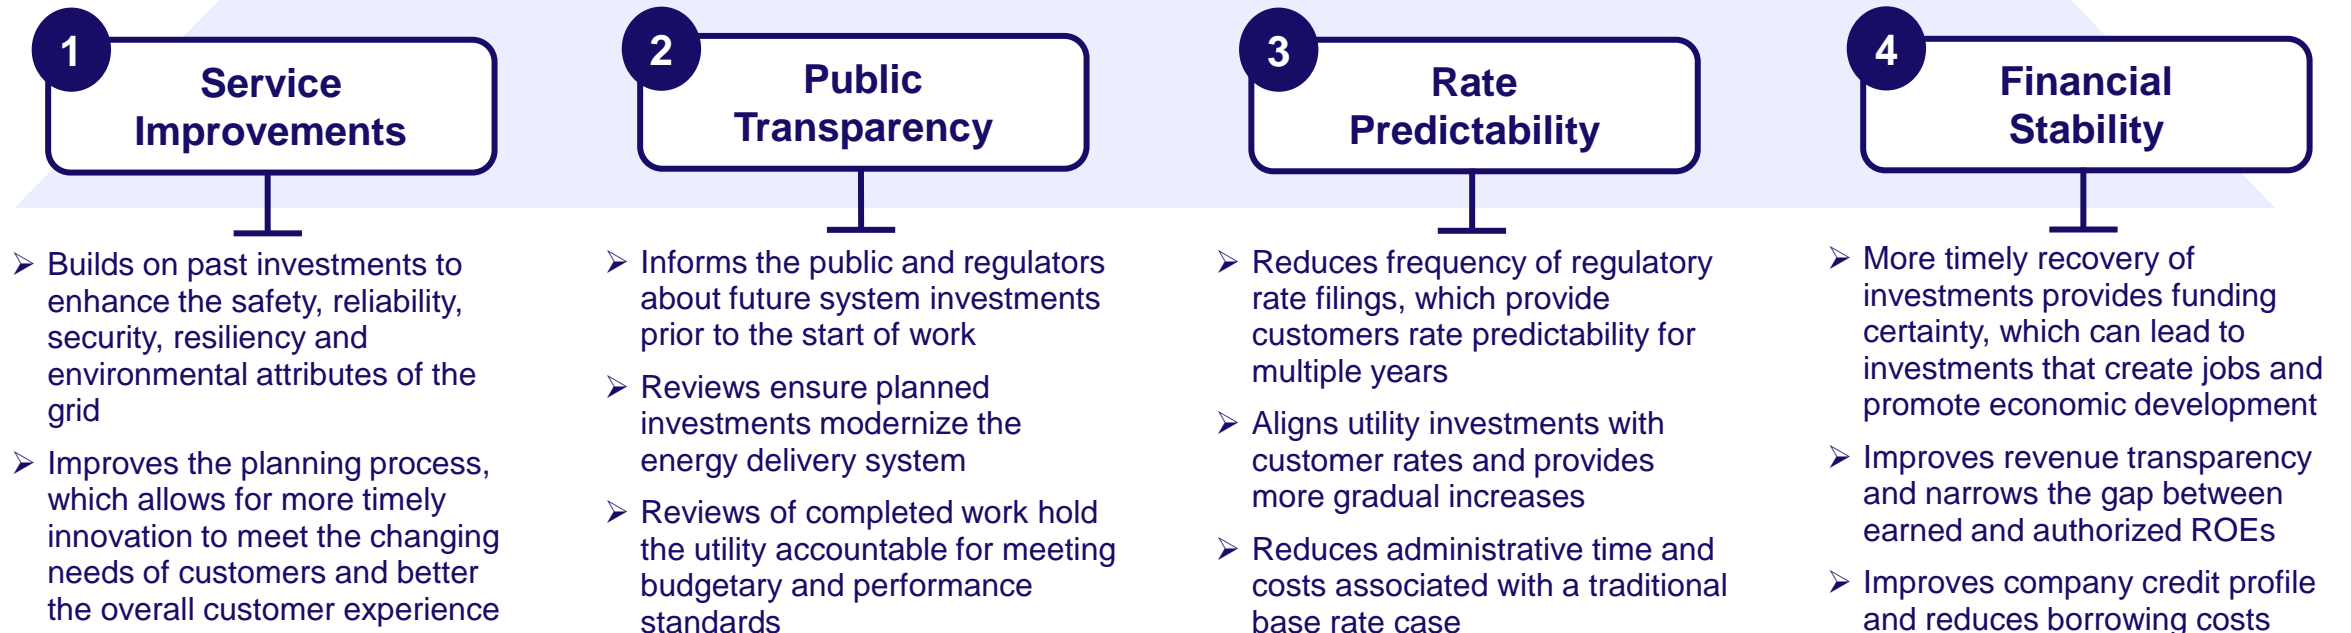 1
Service
Improvements
➢ Builds on past investments to
enhance the safety, reliability,
security, resiliency and
environmental attributes of the
grid
➢ Improves the planning process,
which allows for more timely
innovation to meet the changing
needs of customers and better
the overall customer experience
2
Public
Transparency
➢ Informs the public and regulators
about future system investments
prior to the start of work
➢ Reviews ensure planned
investments modernize the
energy delivery system
➢ Reviews of completed work hold
the utility accountable for meeting
budgetary and performance
standards
3
Rate
Predictability
➢ Reduces frequency of regulatory
rate filings, which provide
customers rate predictability for
multiple years
➢ Aligns utility investments with
customer rates and provides
more gradual increases
➢ Reduces administrative time and
costs associated with a traditional
base rate case
4
Financial
Stability
➢ More timely recovery of
investments provides funding
certainty, which can lead to
investments that create jobs and
promote economic development
➢ Improves revenue transparency
and narrows the gap between
earned and authorized ROEs
➢ Improves company credit profile
and reduces borrowing costs